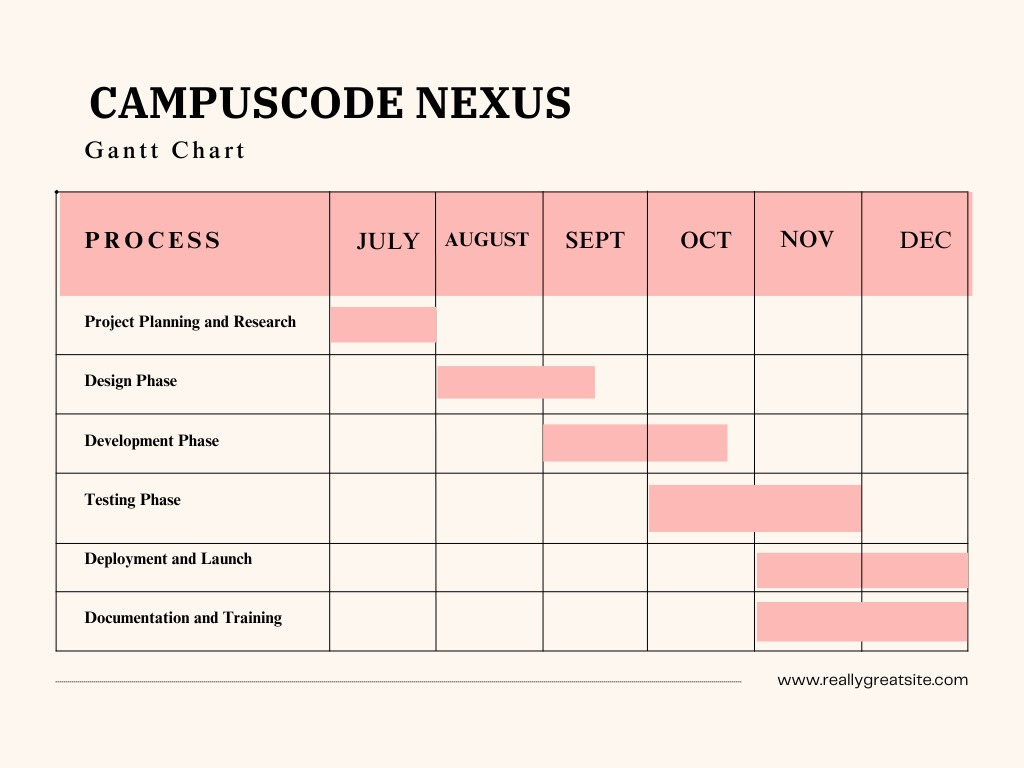 CAMPUSCODE NEXUS
Gantt Chart
PROCESS JULY AUGUST SEPT OCT NOV DEC
Project Planning and Research
Design Phase
Development Phase
Testing Phase
Deployment and Launch
Documentation and Training
www.reallygreatsite.com